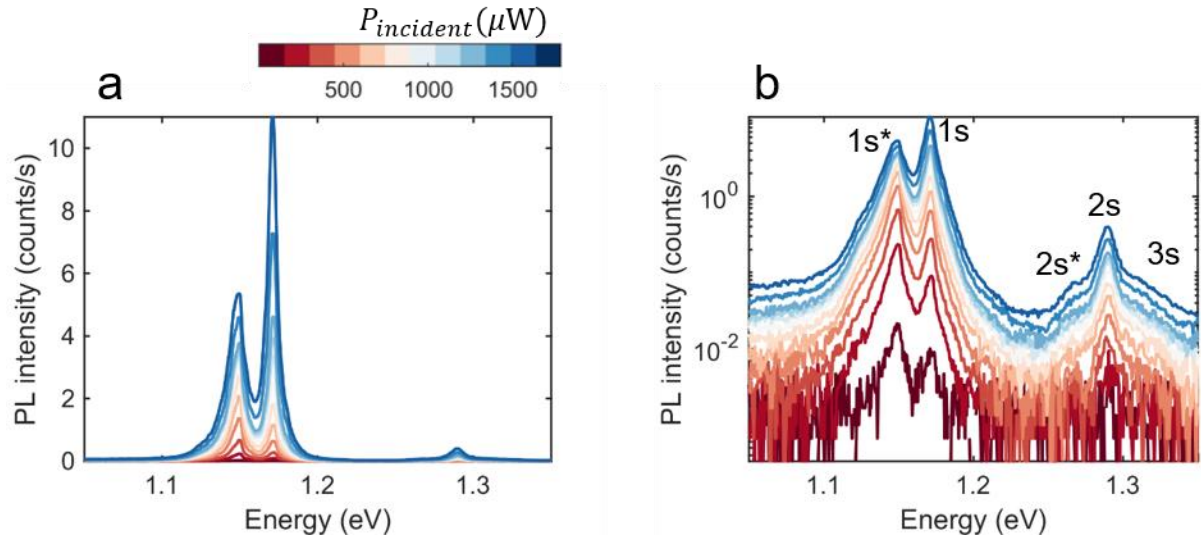 P_incident(μW)
500 1000 1500
a
PL intensity (counts/s)
10
8
6
4
2
0
1.1 1.2 1.3
Energy (eV)
b
PL intensity (counts/s)
10^0
10^-2
1s* 1s
2s
2s* 3s
1.1 1.2 1.3
Energy (eV)